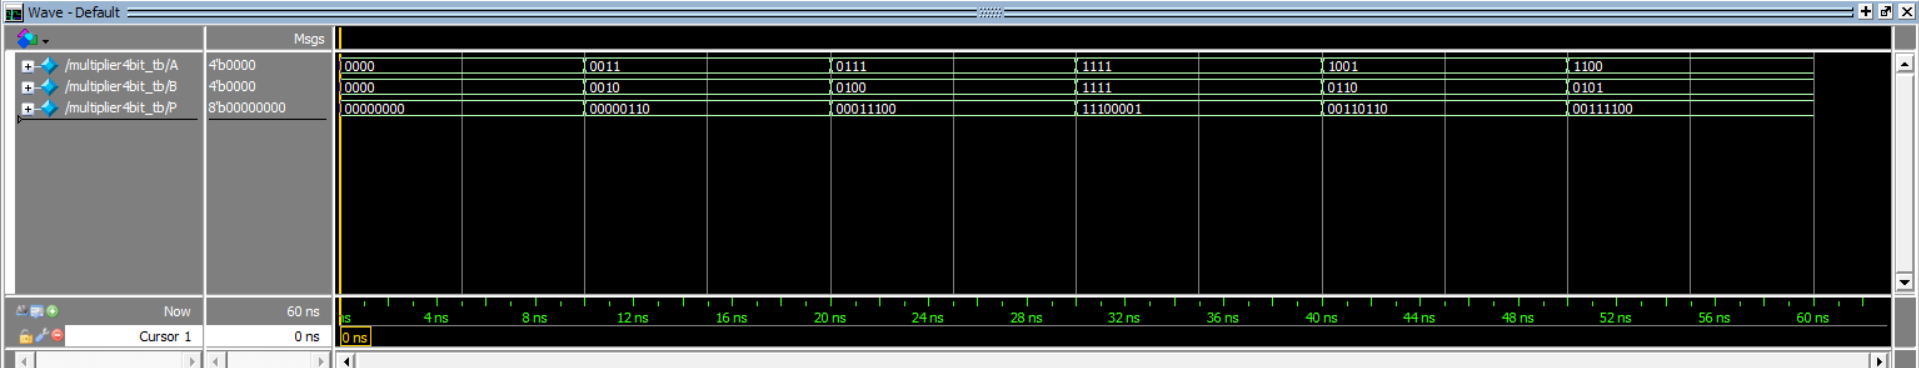 Wave - Default
Msgs
/multiplier4bit_tb/A 4'b0000 0000 0011 0111 1111 1001 1100
/multiplier4bit_tb/B 4'b0000 0000 0010 0100 1111 0110 0101
/multiplier4bit_tb/P 8'b00000000 00000000 00000110 00011100 11100001 00110110 00111100
Now 60 ns ns 4 ns 8 ns 12 ns 16 ns 20 ns 24 ns 28 ns 32 ns 36 ns 40 ns 44 ns 48 ns 52 ns 56 ns 60 ns
Cursor 1 0 ns 0 ns